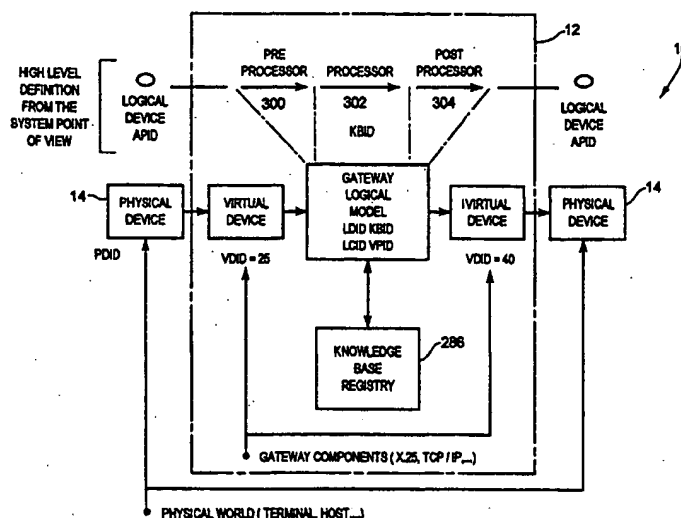 12
1
HIGH LEVEL
DEFINITION
FROM THE
SYSTEM POINT
OF VIEW
LOGICAL
DEVICE
APID
PRE
PROCESSOR
300
PROCESSOR
302
KBID
POST
PROCESSOR
304
LOGICAL
DEVICE
APID
14
PHYSICAL
DEVICE
PDID
VIRTUAL
DEVICE
VDID = 25
GATEWAY
LOGICAL
MODEL
LDID KBID
LCID VPID
IVIRTUAL
DEVICE
VDID = 40
PHYSICAL
DEVICE
14
KNOWLEDGE
BASE
REGISTRY
286
GATEWAY COMPONENTS ( X.25, TCP / IP,...)
PHYSICAL WORLD ( TERMINAL HOST....)